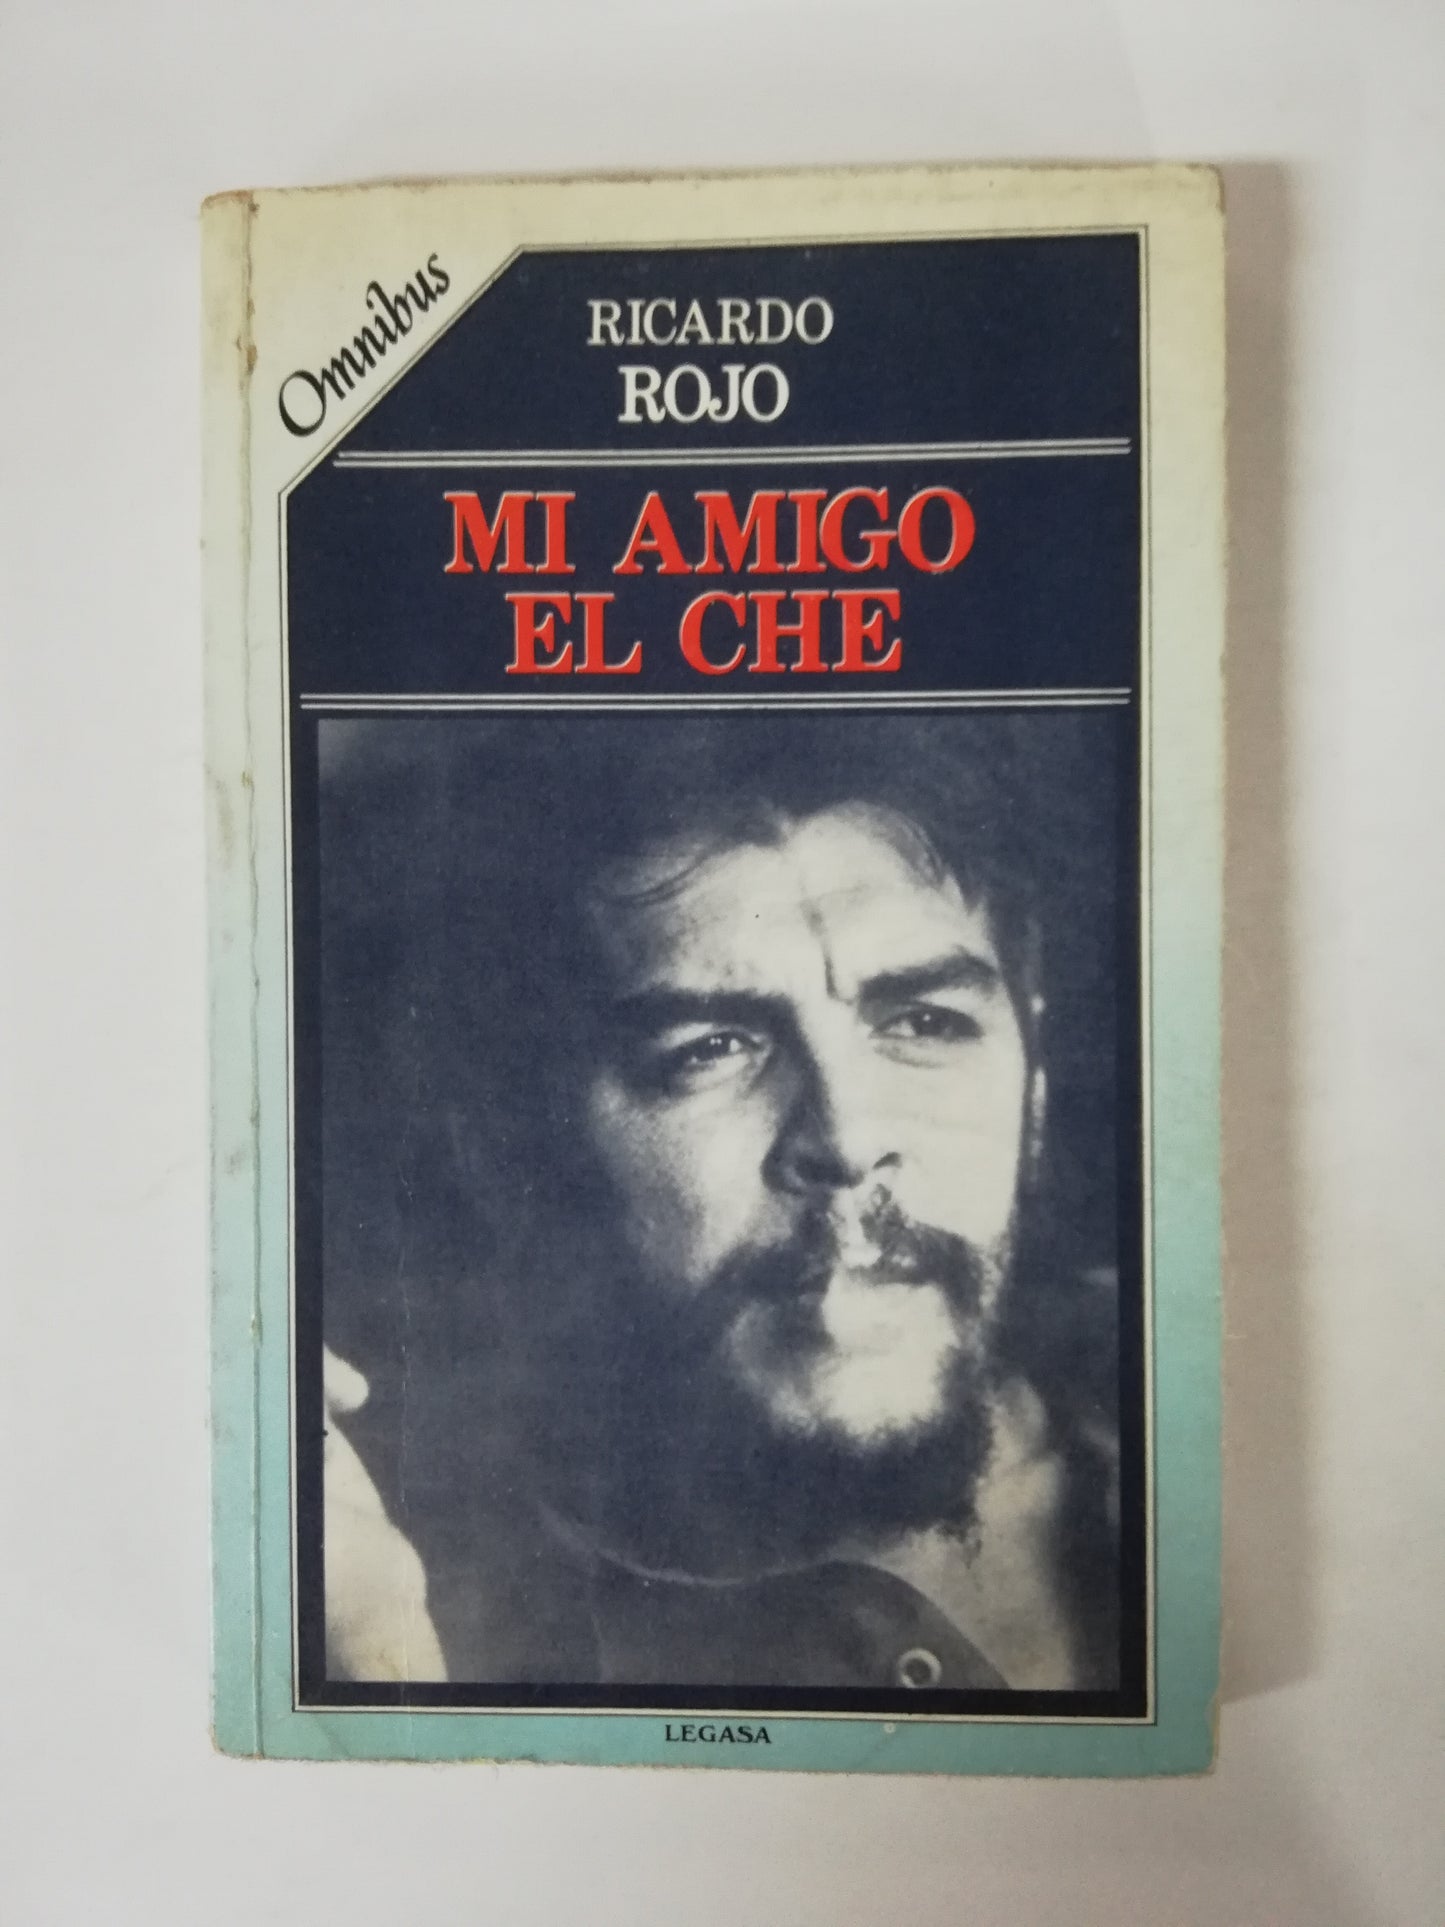 Omnibus
RICARDO
ROJO
MI AMIGO
EL CHE
LEGASA